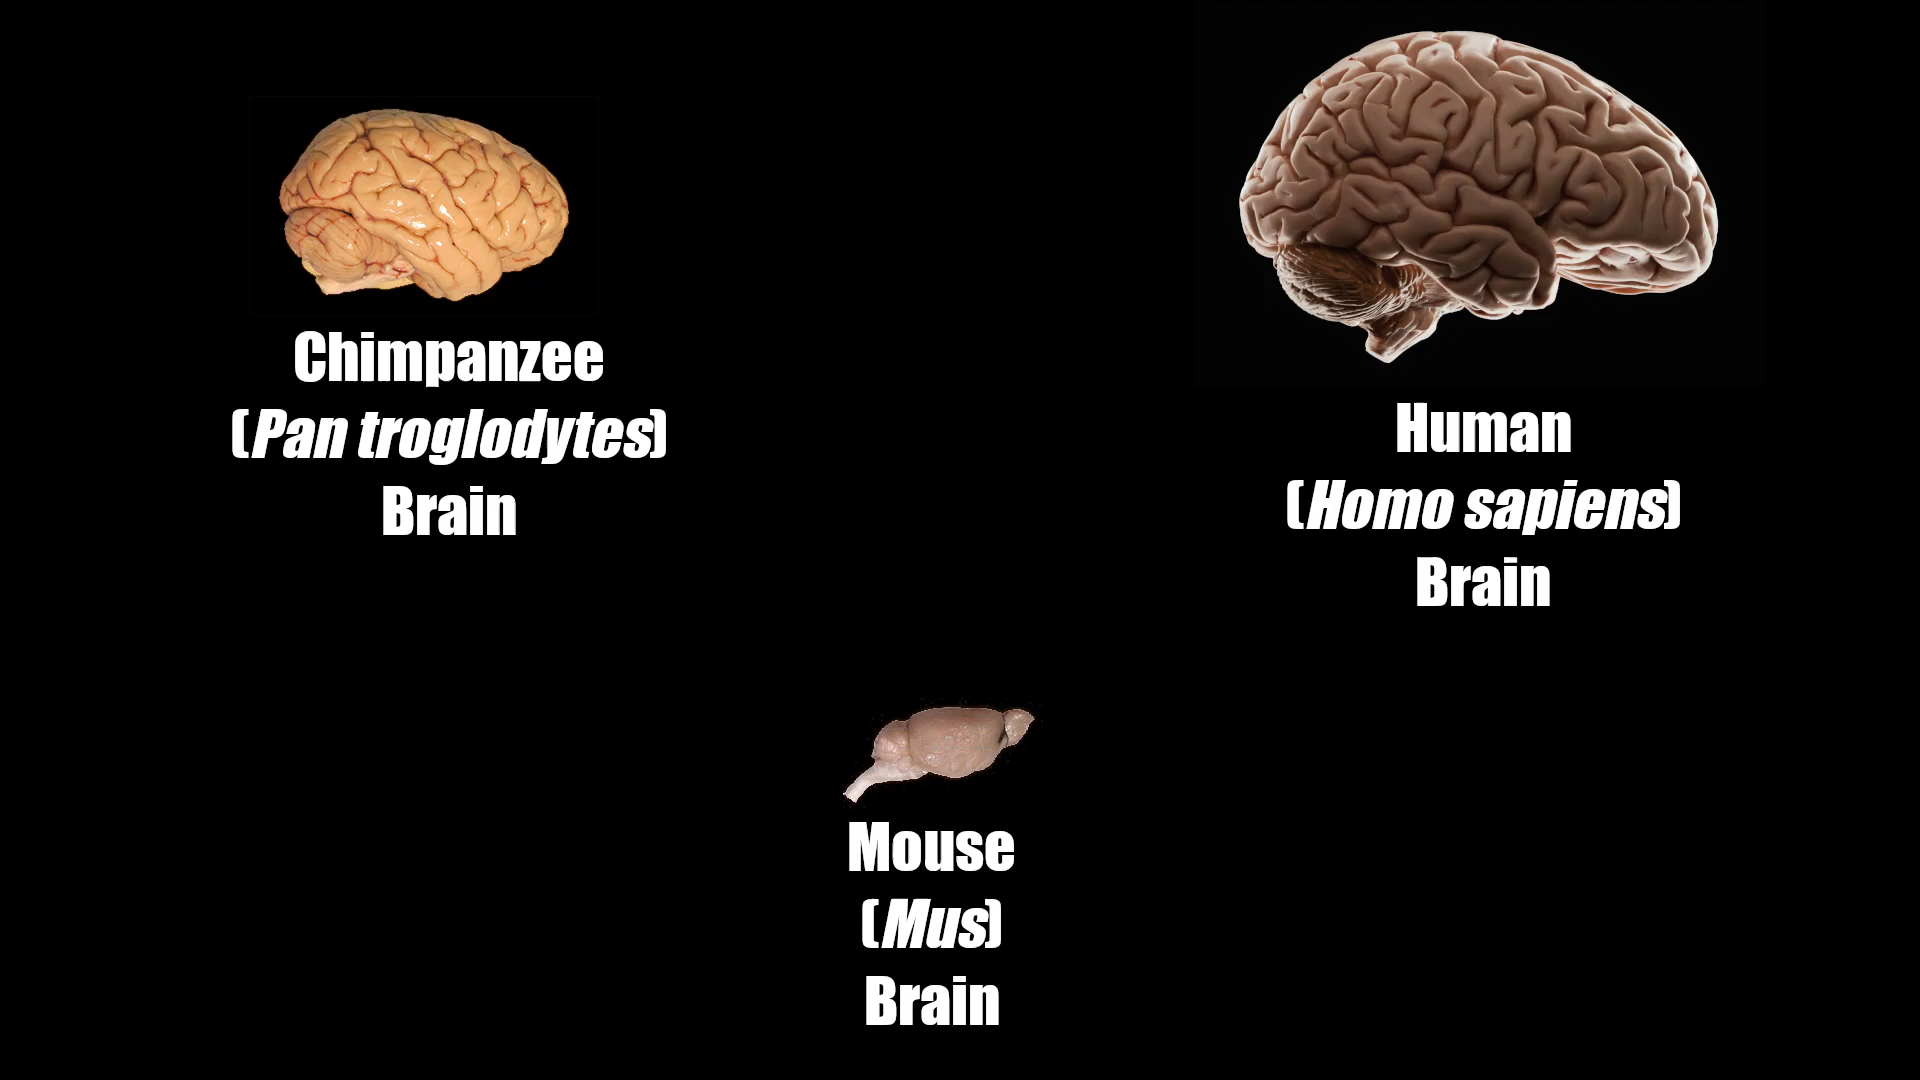 Chimpanzee
(Pan troglodytes)
Brain
Human
(Homo sapiens)
Brain
Mouse
(Mus)
Brain